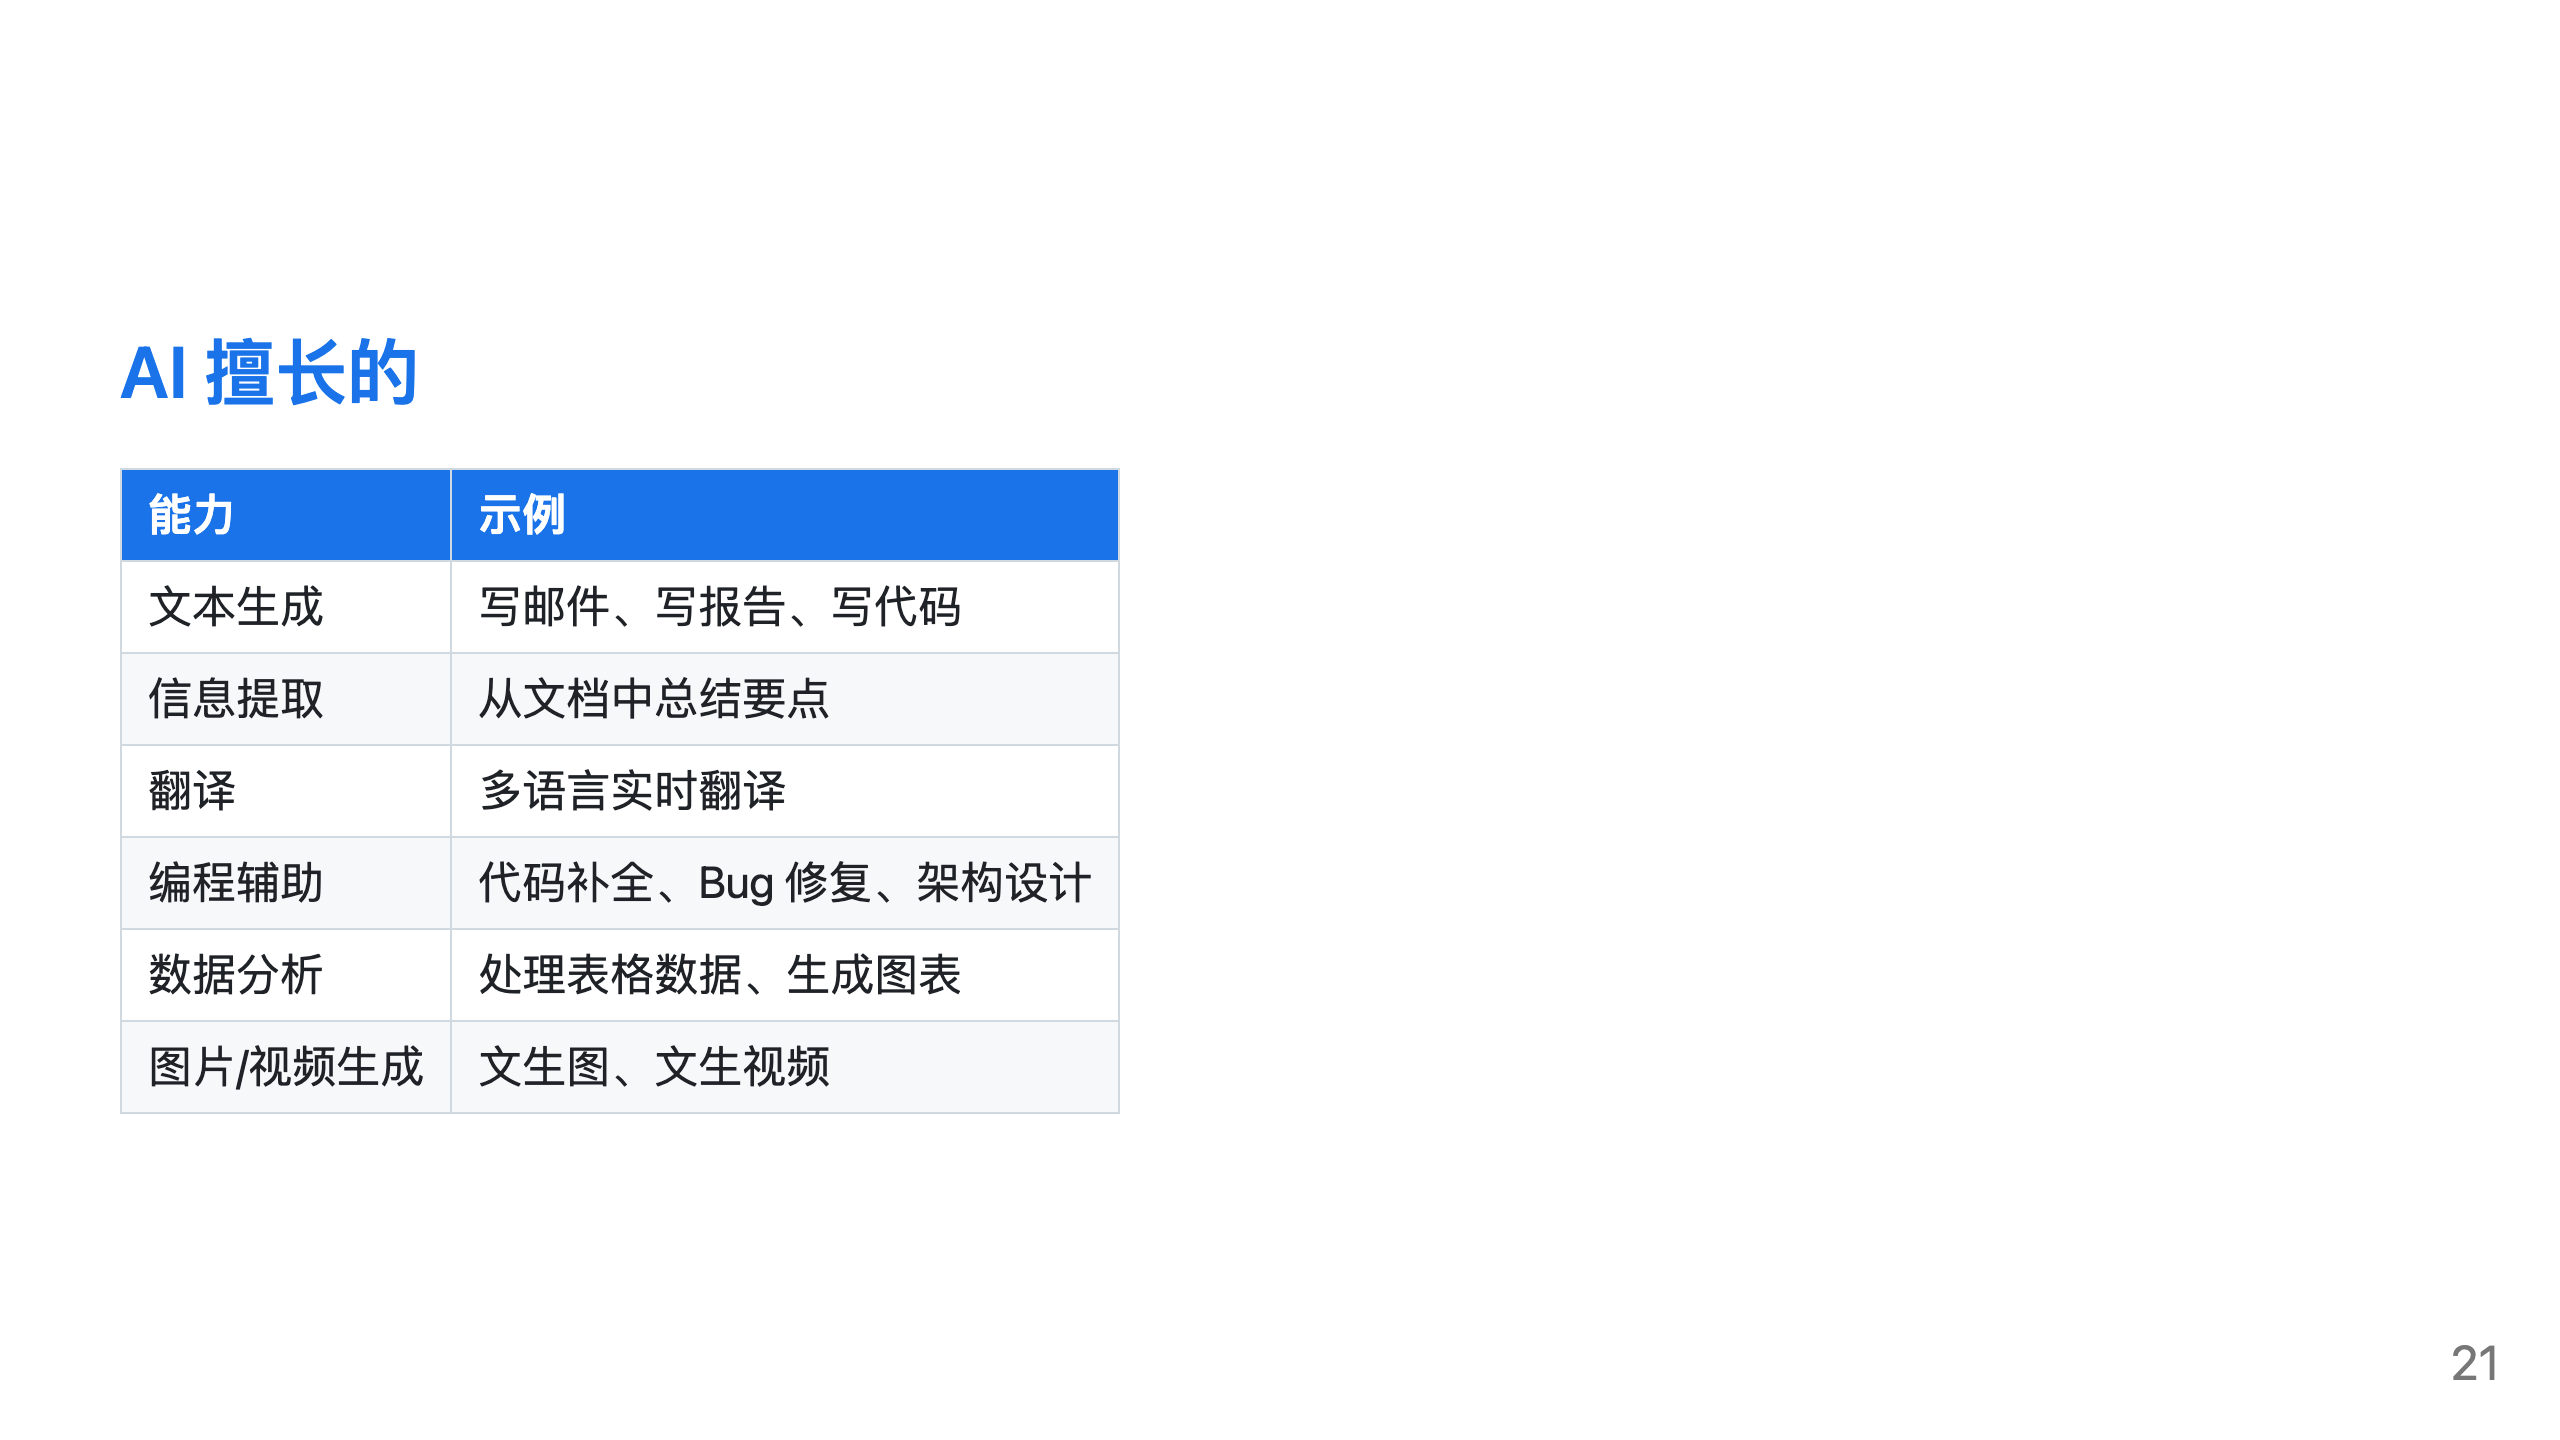 AI 擅长的
能力 示例
文本生成 写邮件、写报告、写代码
信息提取 从文档中总结要点
翻译 多语言实时翻译
编程辅助 代码补全、Bug 修复、架构设计
数据分析 处理表格数据、生成图表
图片/视频生成 文生图、文生视频
21